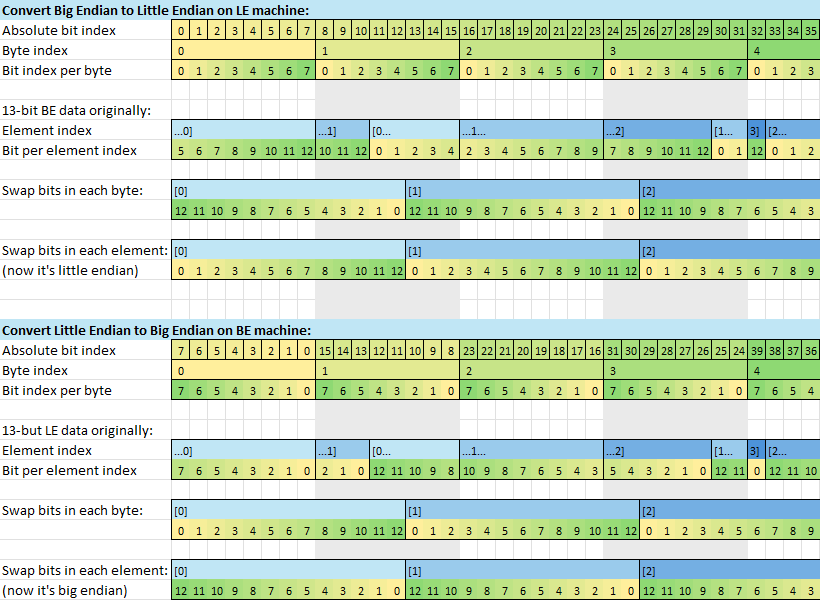 Convert Big Endian to Little Endian on LE machine:
Absolute bit index 0 1 2 3 4 5 6 7 8 9 10 11 12 13 14 15 16 17 18 19 20 21 22 23 24 25 26 27 28 29 30 31 32 33 34 35
Byte index 0 1 2 3 4
Bit index per byte 0 1 2 3 4 5 6 7 0 1 2 3 4 5 6 7 0 1 2 3 4 5 6 7 0 1 2 3 4 5 6 7 0 1 2 3
13-bit BE data originally:
Element index ...0] ...1] [0... ...1... ...2] [1... 3] [2...
Bit per element index 5 6 7 8 9 10 11 12 10 11 12 0 1 2 3 4 2 3 4 5 6 7 8 9 7 8 9 10 11 12 0 1 12 0 1 2
Swap bits in each byte: [0] [1] [2]
12 11 10 9 8 7 6 5 4 3 2 1 0 12 11 10 9 8 7 6 5 4 3 2 1 0 12 11 10 9 8 7 6 5 4 3
Swap bits in each element: [0] [1] [2]
(now it's little endian) 0 1 2 3 4 5 6 7 8 9 10 11 12 0 1 2 3 4 5 6 7 8 9 10 11 12 0 1 2 3 4 5 6 7 8 9
Convert Little Endian to Big Endian on BE machine:
Absolute bit index 7 6 5 4 3 2 1 0 15 14 13 12 11 10 9 8 23 22 21 20 19 18 17 16 31 30 29 28 27 26 25 24 39 38 37 36
Byte index 0 1 2 3 4
Bit index per byte 7 6 5 4 3 2 1 0 7 6 5 4 3 2 1 0 7 6 5 4 3 2 1 0 7 6 5 4 3 2 1 0 7 6 5 4
13-but LE data originally:
Element index ...0] ...1] [0... ...1... ...2] [1... 3] [2...
Bit per element index 7 6 5 4 3 2 1 0 2 1 0 12 11 10 9 8 10 9 8 7 6 5 4 3 5 4 3 2 1 0 12 11 0 12 11 10
Swap bits in each byte: [0] [1] [2]
0 1 2 3 4 5 6 7 8 9 10 11 12 0 1 2 3 4 5 6 7 8 9 10 11 12 0 1 2 3 4 5 6 7 8 9
Swap bits in each element: [0] [1] [2]
(now it's big endian) 12 11 10 9 8 7 6 5 4 3 2 1 0 12 11 10 9 8 7 6 5 4 3 2 1 0 12 11 10 9 8 7 6 5 4 3